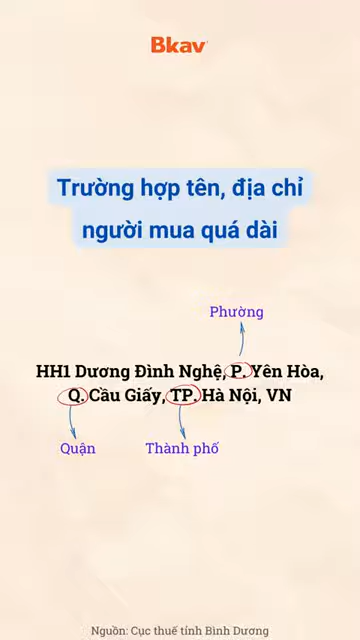 Bkav
Trường hợp tên, địa chỉ
người mua quá dài
Phường
HH1 Dương Đình Nghệ, P. Yên Hòa,
Q. Cầu Giấy, TP. Hà Nội, VN
Quận
Thành phố
Nguồn: Cục thuế tỉnh Bình Dương